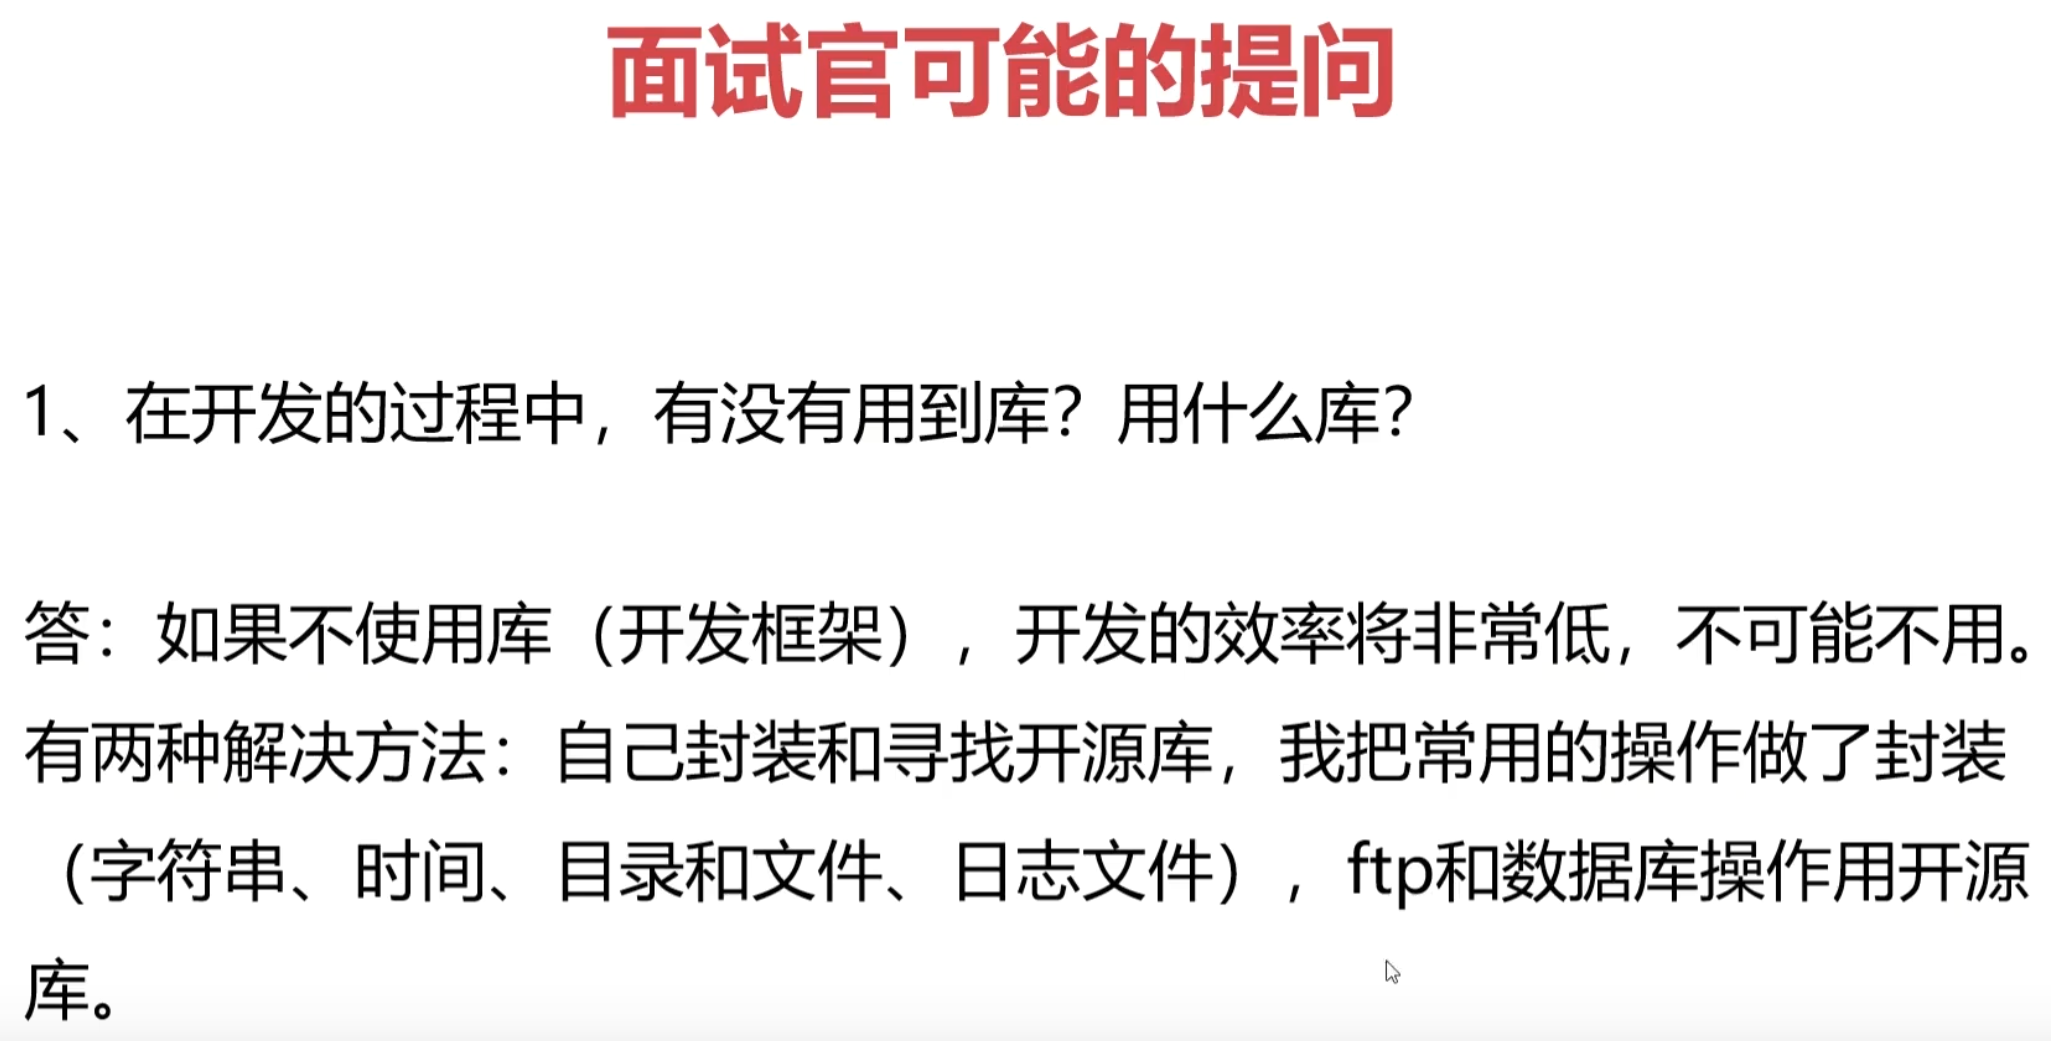 面试官可能的提问
1、在开发的过程中，有没有用到库？用什么库？
答：如果不使用库（开发框架），开发的效率将非常低，不可能不用。
有两种解决方法：自己封装和寻找开源库，我把常用的操作做了封装
（字符串、时间、目录和文件、日志文件），ftp和数据库操作用开源
库。